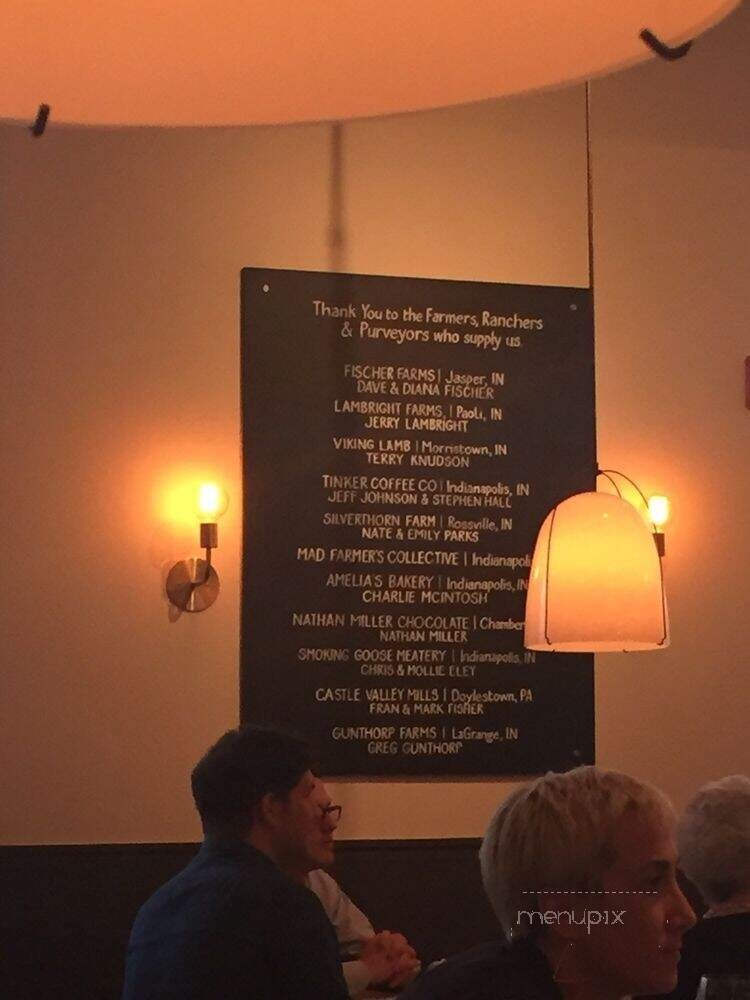 Thank You to the Farmers, Ranchers
& Purveyors who supply us
FISCHER FARMS | Jasper, IN
DAVE & DIANA FISCHER
LAMBRIGHT FARMS, | Paoli, IN
JERRY LAMBRIGHT
VIKING LAMB | Morristown, IN
TERRY KNUDSON
TINKER COFFEE CO | Indianapolis, IN
JEFF JOHNSON & STEPHEN HALL
SILVERTHORN FARM | Rossville, IN
NATE & EMILY PARKS
MAD FARMER'S COLLECTIVE | Indianapoli
AMELIA'S BAKERY | Indianapolis, IN
CHARLIE MCINTOSH
NATHAN MILLER CHOCOLATE | Chamber
NATHAN MILLER
SMOKING GOOSE MEATERY | Indianapolis, IN
CHRIS & MOLLIE ELEY
CASTLE VALLEY MILLS | Doylestown, PA
FRAN & MARK FISHER
GUNTHORP FARMS | LaGrange, IN
GREG GUNTHORP
menupix